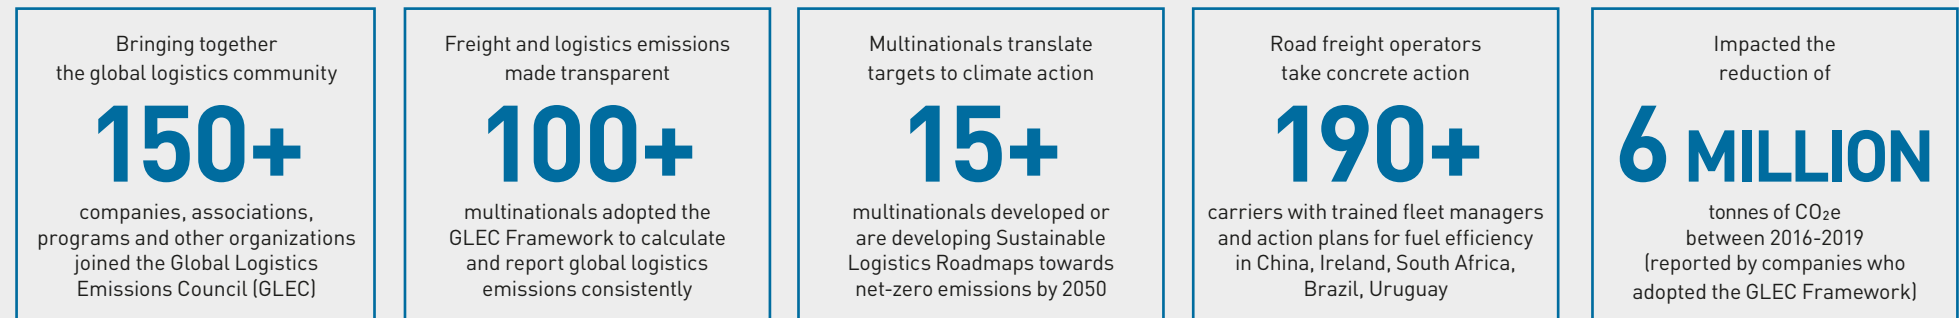 Bringing together
the global logistics community
150+
companies, associations,
programs and other organizations
joined the Global Logistics
Emissions Council (GLEC)
Freight and logistics emissions
made transparent
100+
multinationals adopted the
GLEC Framework to calculate
and report global logistics
emissions consistently
Multinationals translate
targets to climate action
15+
multinationals developed or
are developing Sustainable
Logistics Roadmaps towards
net-zero emissions by 2050
Road freight operators
take concrete action
190+
carriers with trained fleet managers
and action plans for fuel efficiency
in China, Ireland, South Africa,
Brazil, Uruguay
Impacted the
reduction of
6 MILLION
tonnes of CO₂e
between 2016-2019
(reported by companies who
adopted the GLEC Framework)